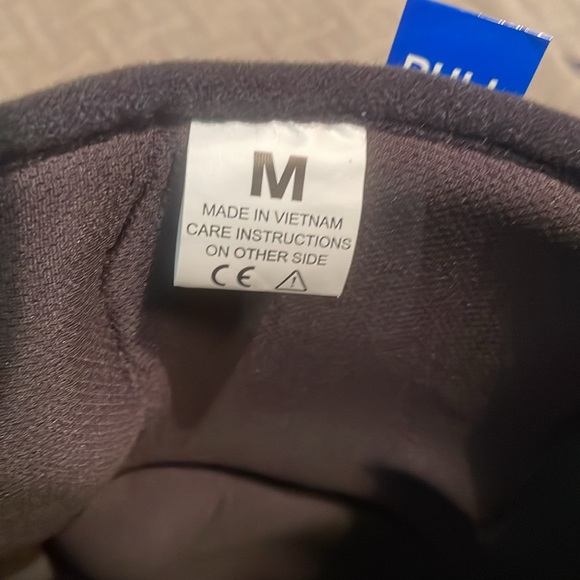 M
MADE IN VIETNAM
CARE INSTRUCTIONS
ON OTHER SIDE
CE